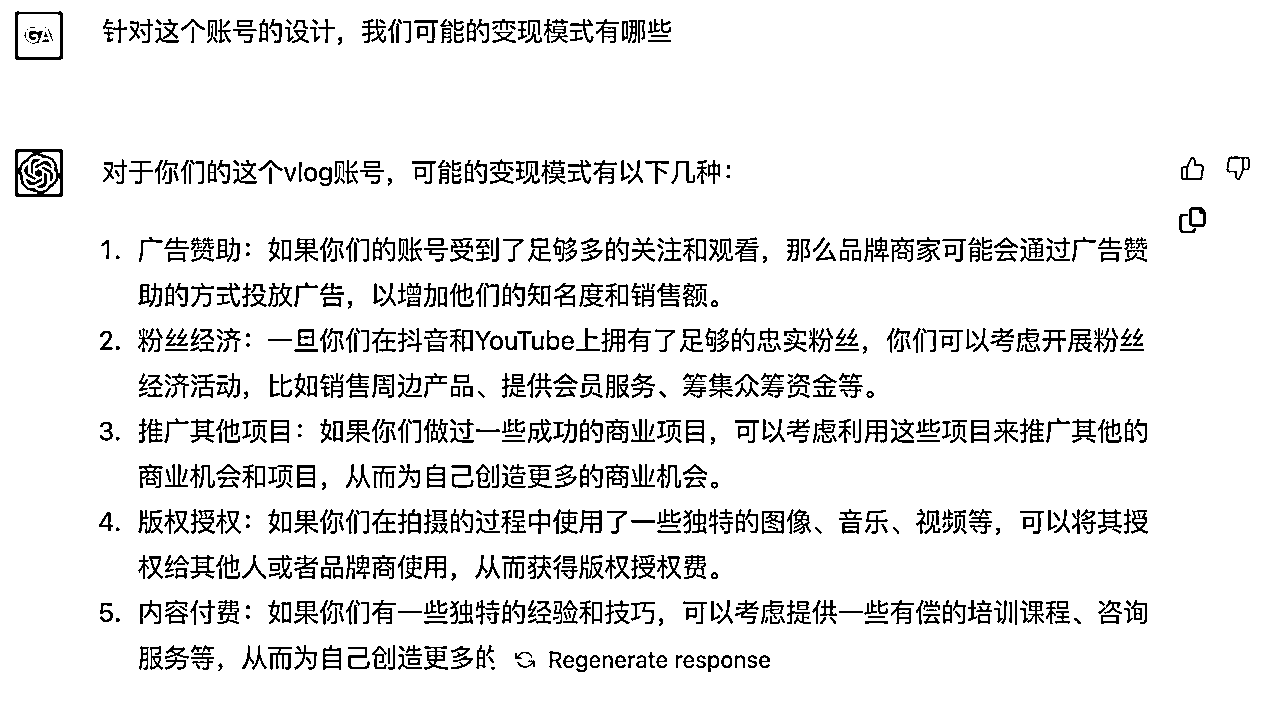 针对这个账号的设计，我们可能的变现模式有哪些
对于你们的这个vlog账号，可能的变现模式有以下几种：
1. 广告赞助：如果你们的账号受到了足够多的关注和观看，那么品牌商家可能会通过广告赞
助的方式投放广告，以增加他们的知名度和销售额。
2. 粉丝经济：一旦你们在抖音和YouTube上拥有了足够的忠实粉丝，你们可以考虑开展粉丝
经济活动，比如销售周边产品、提供会员服务、筹集众筹资金等。
3. 推广其他项目：如果你们做过一些成功的商业项目，可以考虑利用这些项目来推广其他的
商业机会和项目，从而为自己创造更多的商业机会。
4. 版权授权：如果你们在拍摄的过程中使用了一些独特的图像、音乐、视频等，可以将其授
权给其他人或者品牌商使用，从而获得版权授权费。
5. 内容付费：如果你们有一些独特的经验和技巧，可以考虑提供一些有偿的培训课程、咨询
服务等，从而为自己创造更多的 Regenerate response